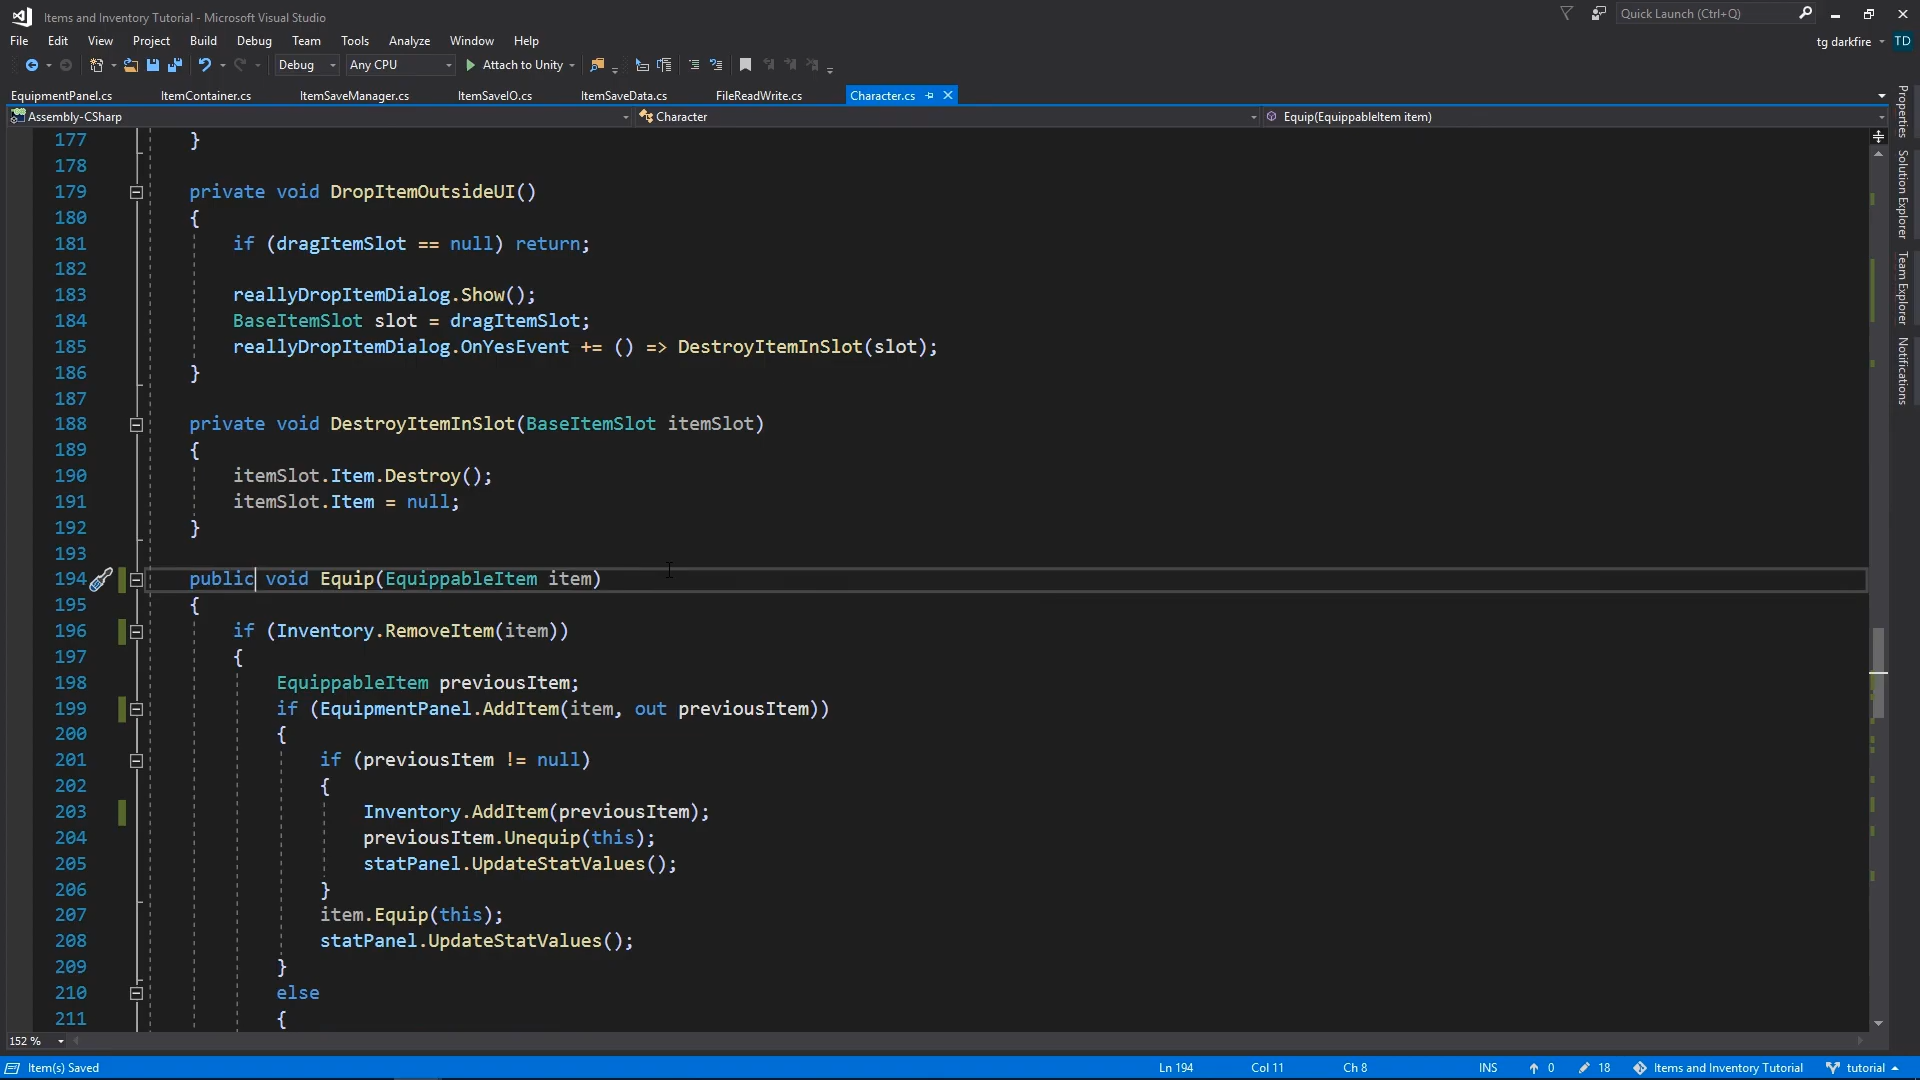 Items and Inventory Tutorial - Microsoft Visual Studio
Quick Launch (Ctrl+Q)
File Edit View Project Build Debug Team Tools Analyze Window Help
tg darkfire TD
Debug Any CPU Attach to Unity
EquipmentPanel.cs ItemContainer.cs ItemSaveManager.cs ItemSaveIO.cs ItemSaveData.cs FileReadWrite.cs Character.cs
Assembly-CSharp Character Equip(EquippableItem item)
177 }
178
179 private void DropItemOutsideUI()
180 {
181 if (dragItemSlot == null) return;
182
183 reallyDropItemDialog.Show();
184 BaseItemSlot slot = dragItemSlot;
185 reallyDropItemDialog.OnYesEvent += () => DestroyItemInSlot(slot);
186 }
187
188 private void DestroyItemInSlot(BaseItemSlot itemSlot)
189 {
190 itemSlot.Item.Destroy();
191 itemSlot.Item = null;
192 }
193
194 public void Equip(EquippableItem item)
195 {
196 if (Inventory.RemoveItem(item))
197 {
198 EquippableItem previousItem;
199 if (EquipmentPanel.AddItem(item, out previousItem))
200 {
201 if (previousItem != null)
202 {
203 Inventory.AddItem(previousItem);
204 previousItem.Unequip(this);
205 statPanel.UpdateStatValues();
206 }
207 item.Equip(this);
208 statPanel.UpdateStatValues();
209 }
210 else
211 {
Properties
Solution Explorer
Team Explorer
Notifications
152 %
Item(s) Saved Ln 194 Col 11 Ch 8 INS 0 18 Items and Inventory Tutorial tutorial